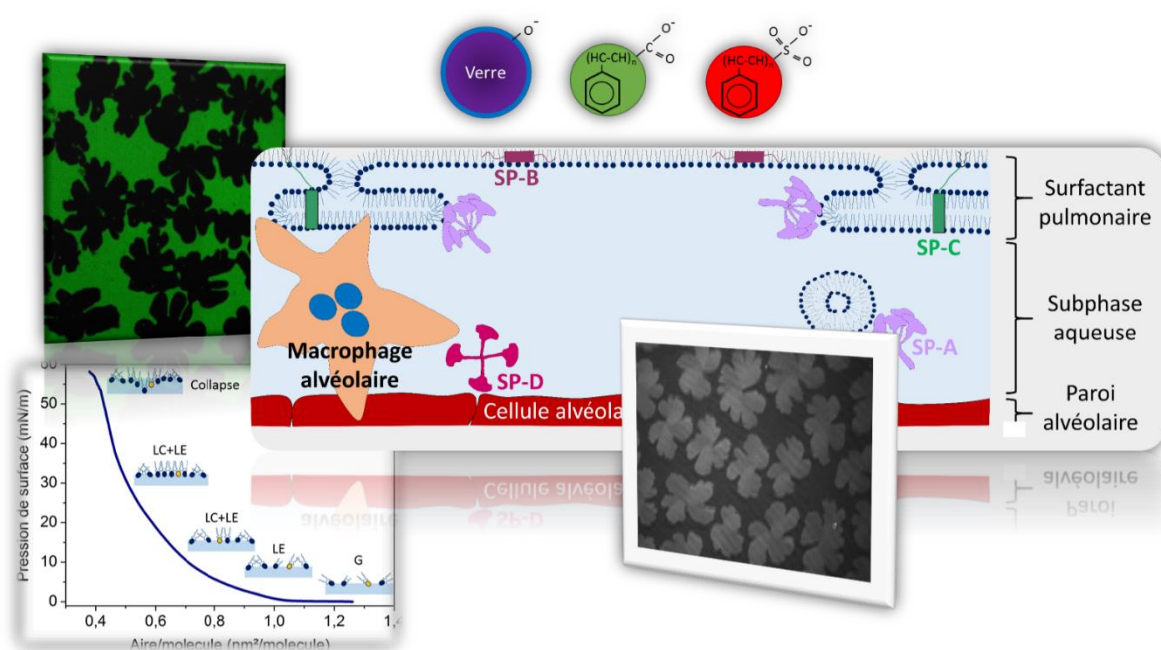 O⁻
Verre
(HC-CH)n
C
O⁻
O
(HC-CH)n
S
O⁻
O
O
SP-B
SP-C
Surfactant
pulmonaire
Macrophage
alvéolaire
SP-D
SP-A
Subphase
aqueuse
Cellule
Paroi
alvéolaire
Pression de surface (mN/m)
50
40
30
20
10
0
Collapse
LC+LE
LC+LE
LE
G
0,4
0,6
0,8
1,0
1,2
Aire/molecule (nm²/molecule)